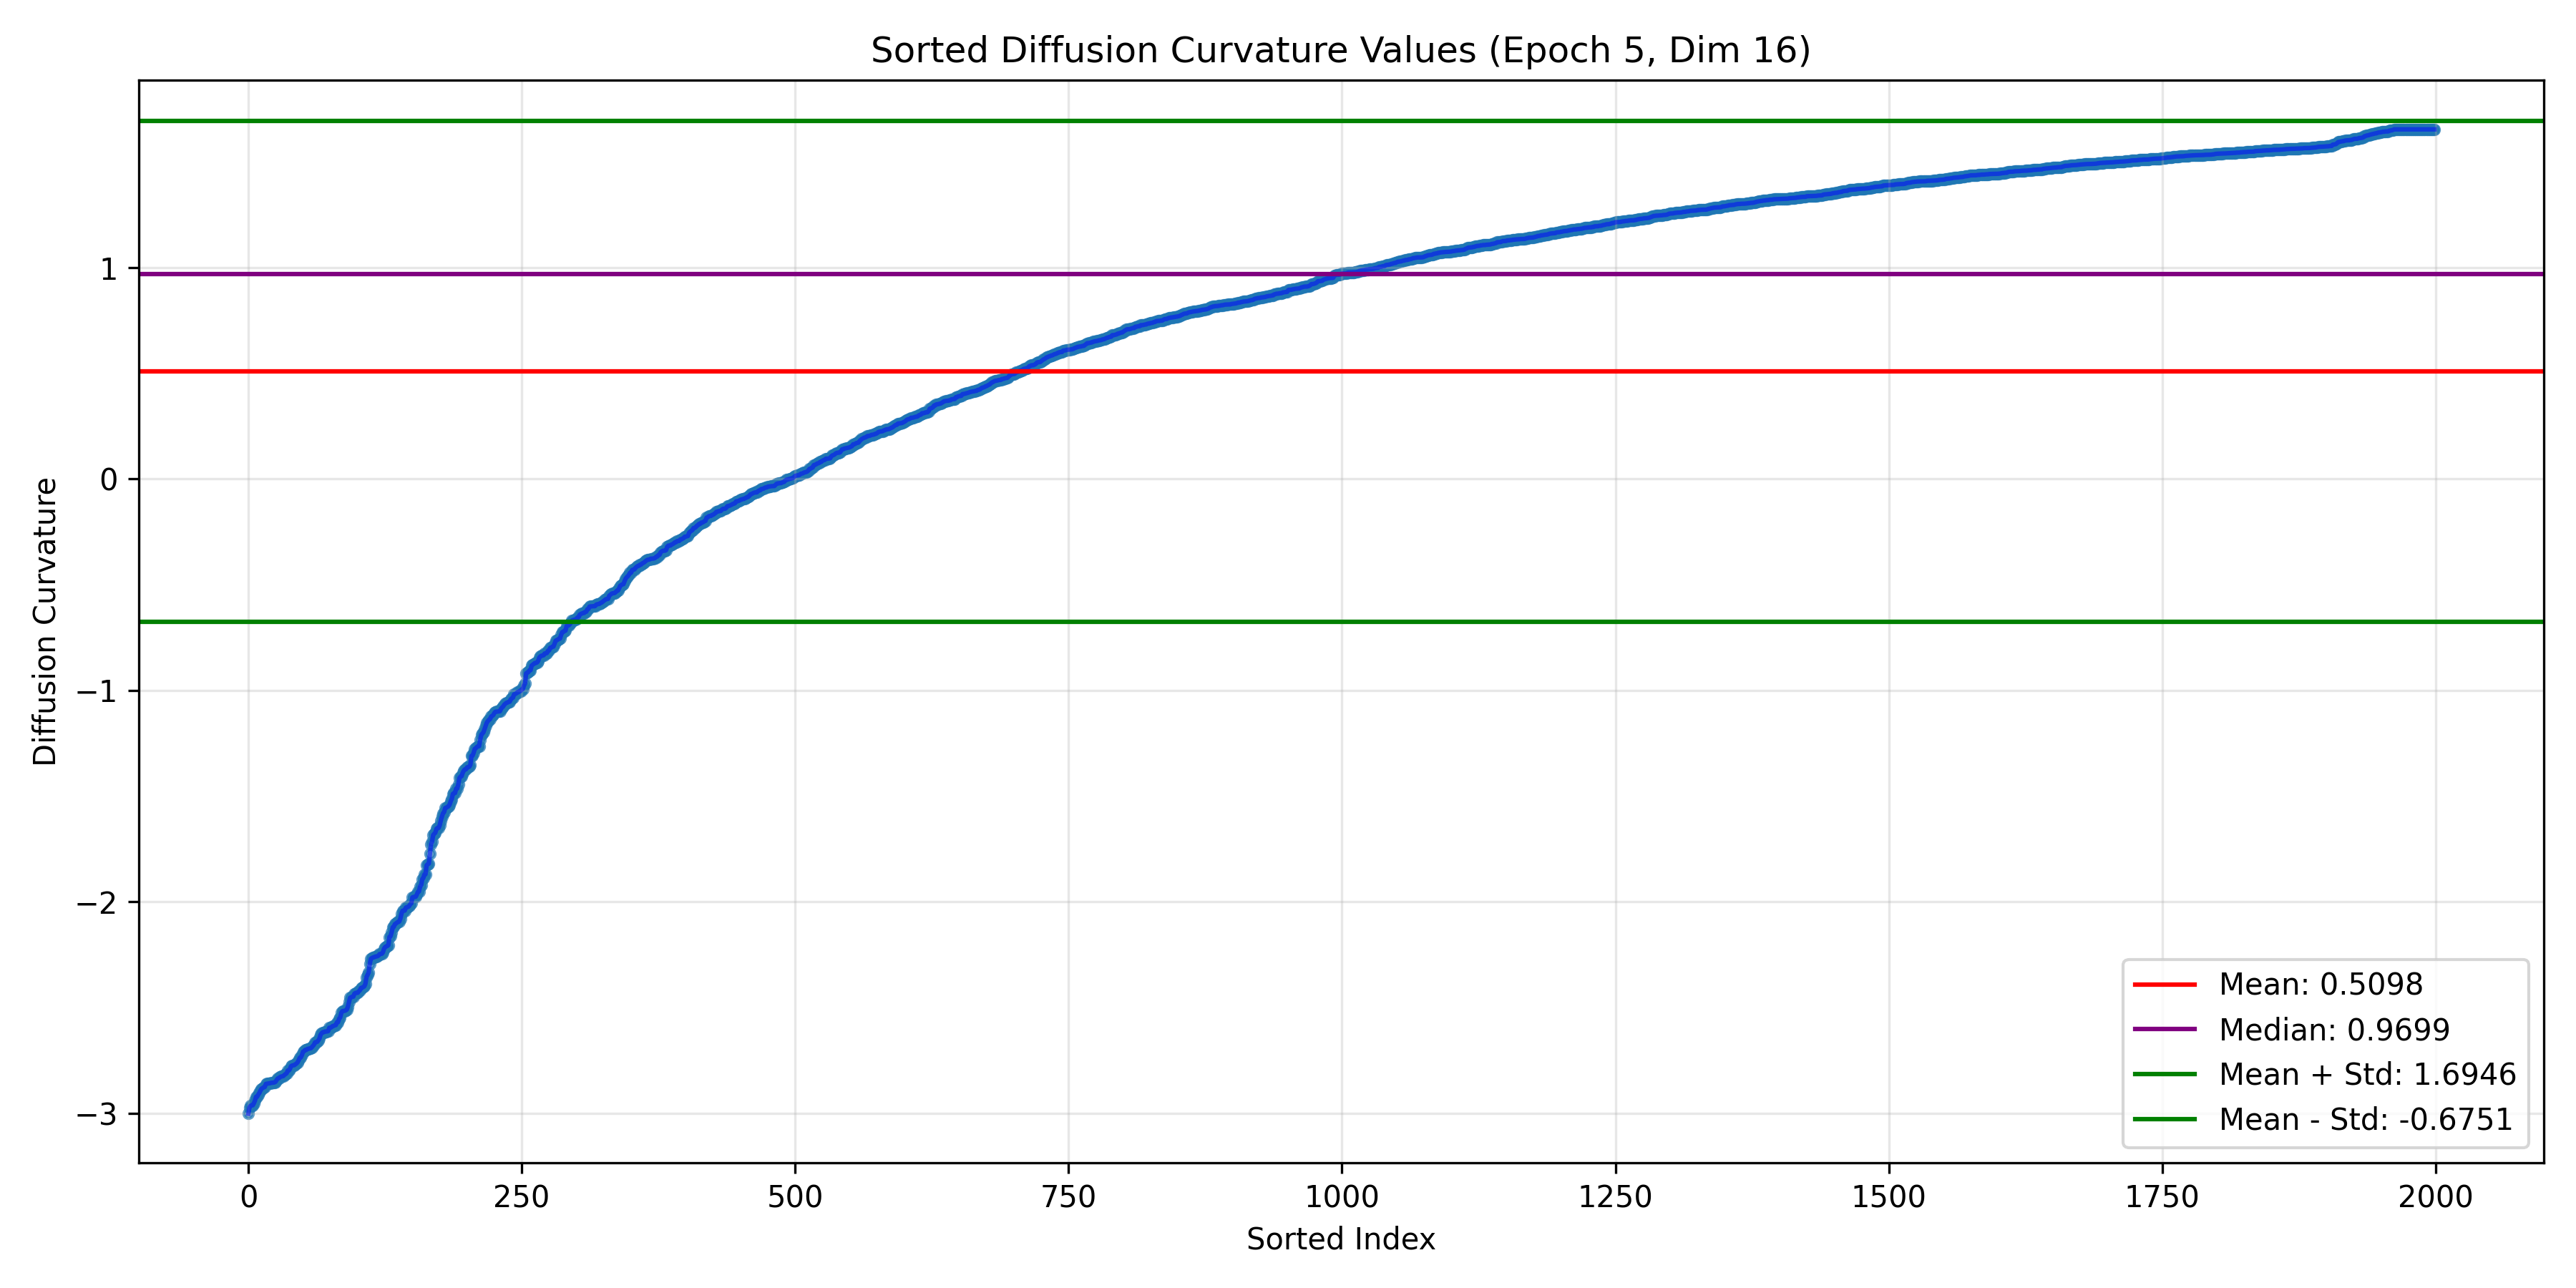 Sorted Diffusion Curvature Values (Epoch 5, Dim 16)
Diffusion Curvature
1
0
−1
−2
−3
0 250 500 750 1000 1250 1500 1750 2000
Sorted Index
Mean: 0.5098
Median: 0.9699
Mean + Std: 1.6946
Mean - Std: -0.6751